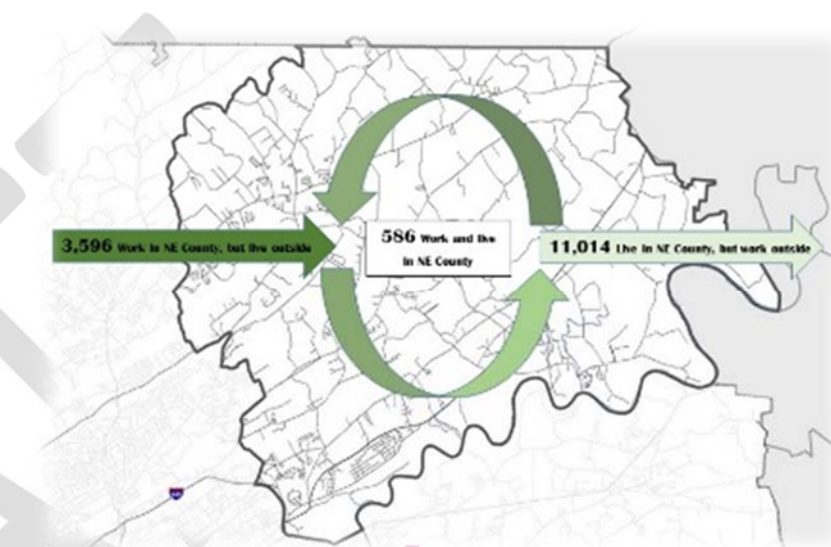 3,596 Work in NE County, but live outside
586 Work and live
in NE County
11,014 Live in NE County, but work outside